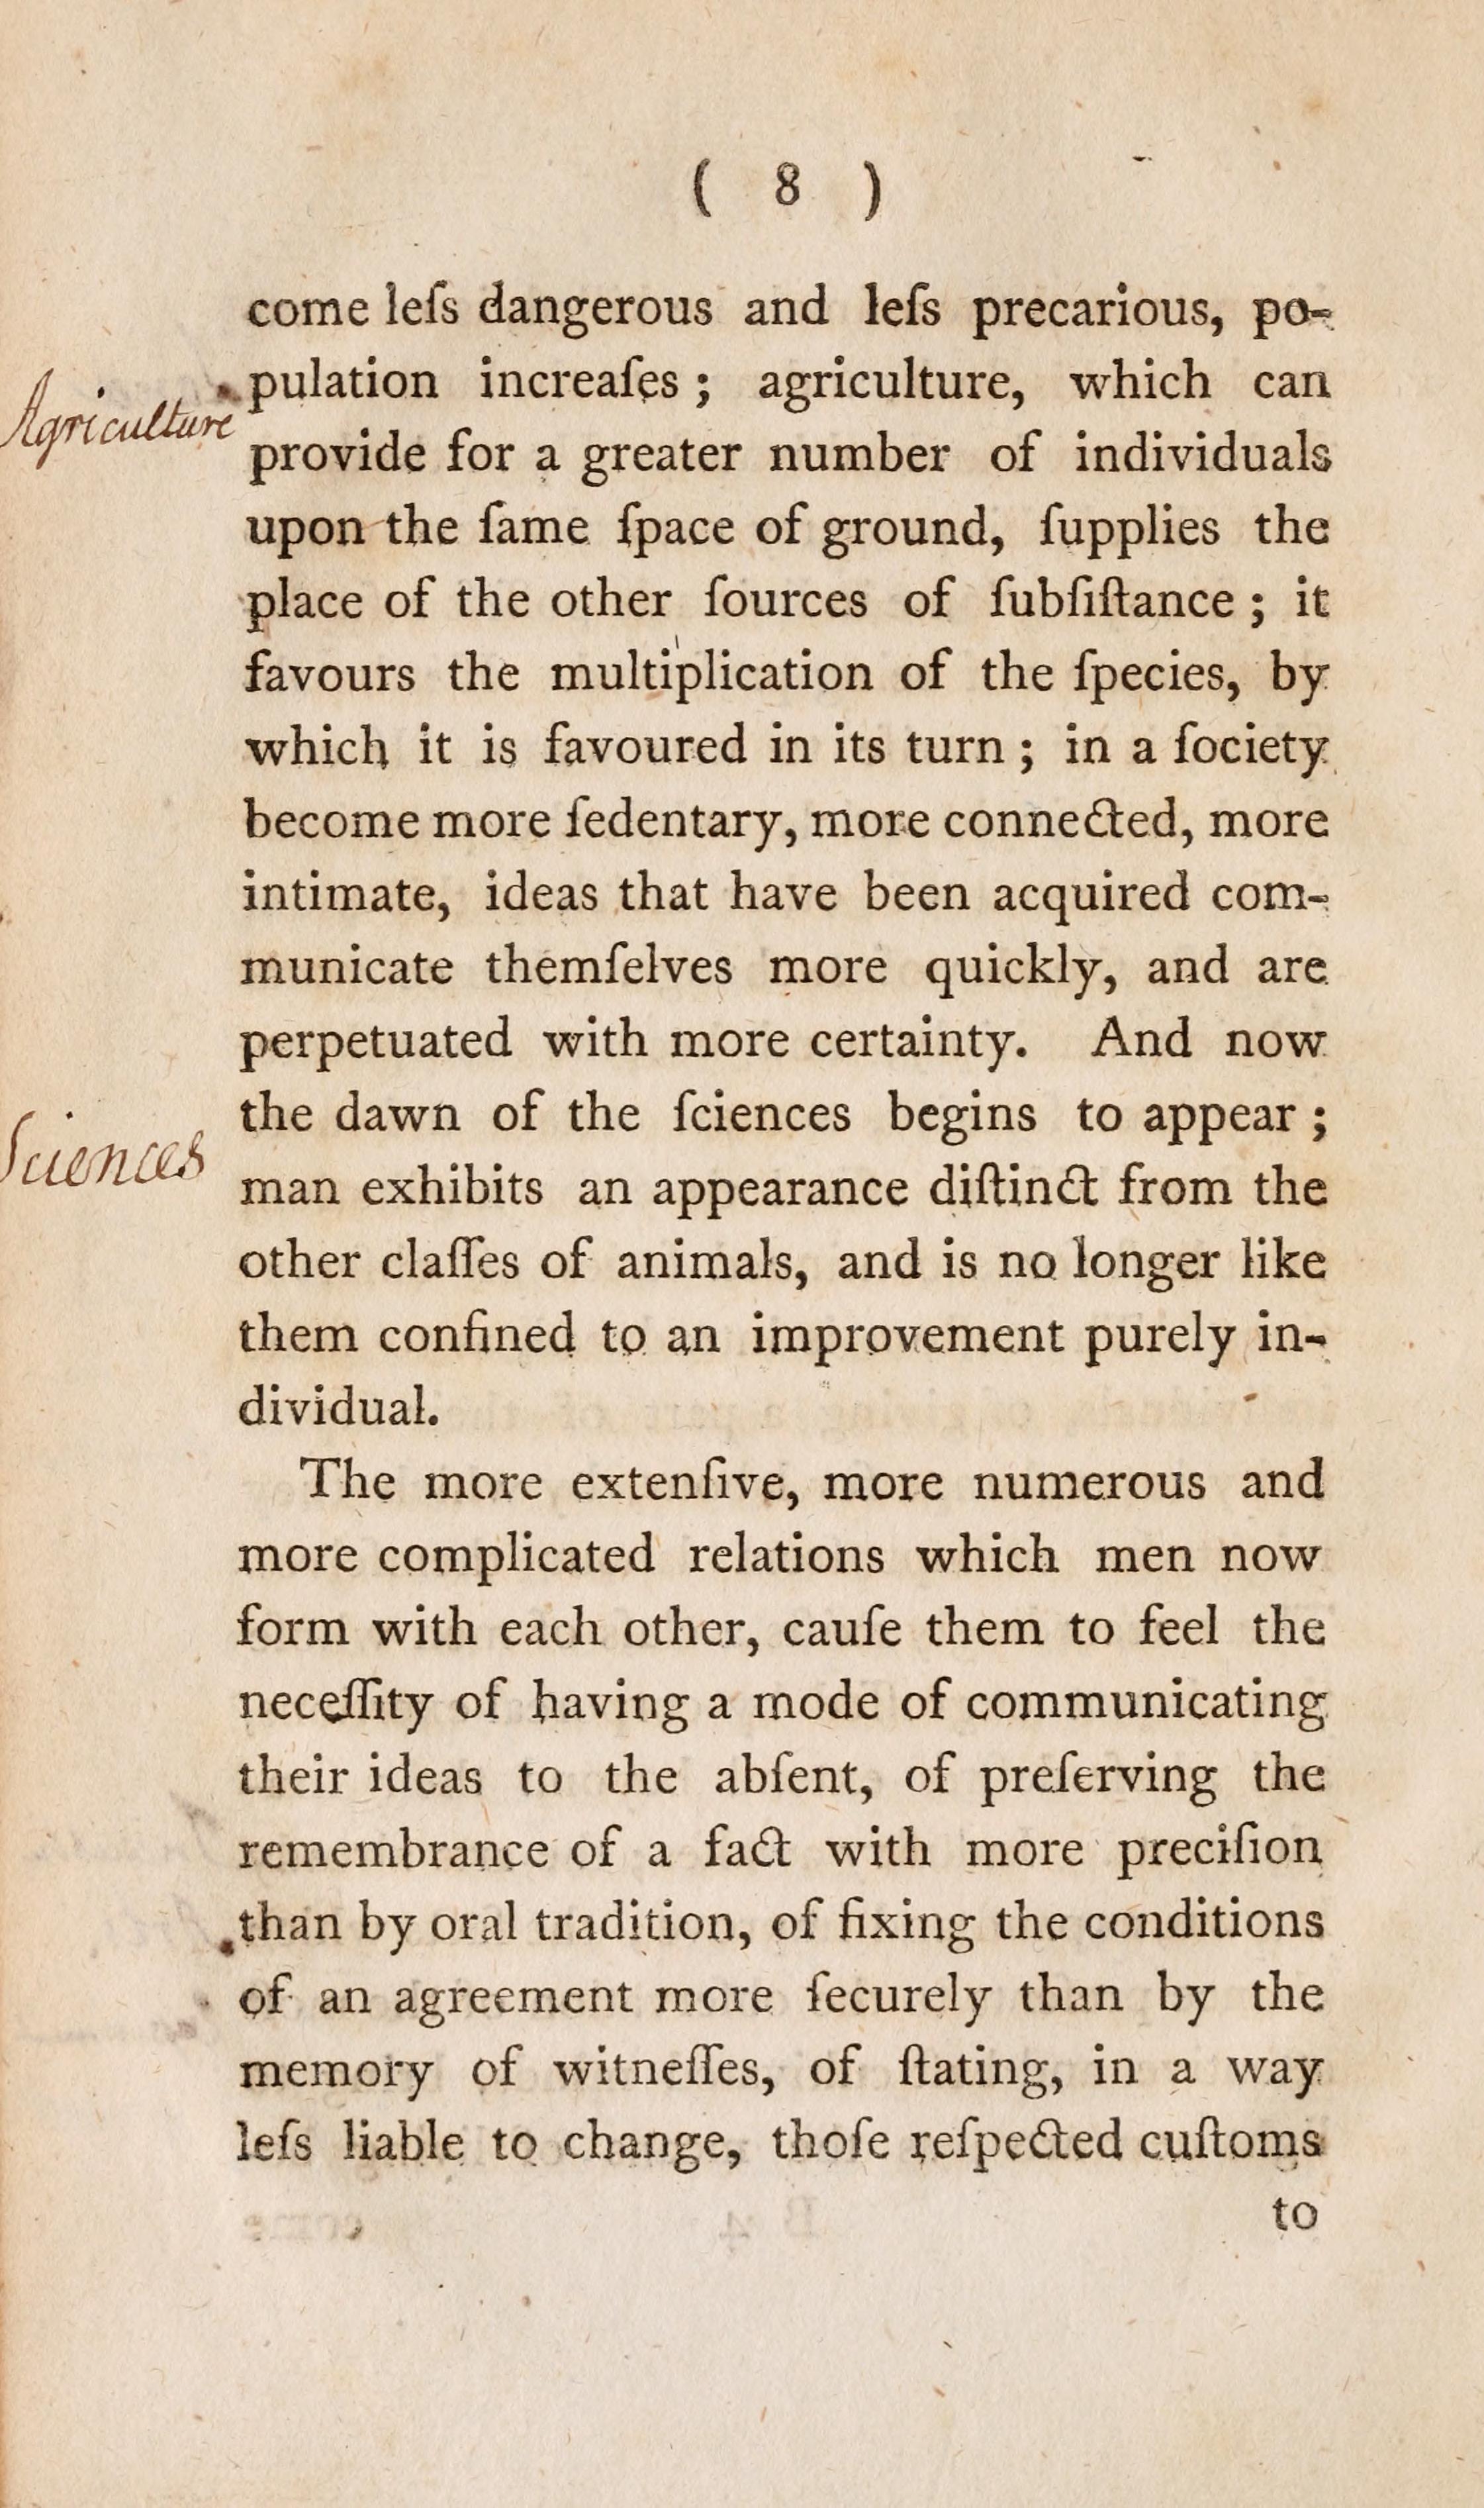 ( 8 )
come leſs dangerous and leſs precarious, po-
pulation increaſes ; agriculture, which can
Agriculture
provide for a greater number of individuals
upon the ſame ſpace of ground, ſupplies the
place of the other ſources of ſubſiſtance ; it
favours the multiplication of the ſpecies, by
which it is favoured in its turn ; in a ſociety
become more ſedentary, more connected, more
intimate, ideas that have been acquired com-
municate themſelves more quickly, and are
perpetuated with more certainty. And now
the dawn of the ſciences begins to appear ;
Sciences
man exhibits an appearance diſtinct from the
other claſſes of animals, and is no longer like
them confined to an improvement purely in-
dividual.
The more extenſive, more numerous and
more complicated relations which men now
form with each other, cauſe them to feel the
neceſſity of having a mode of communicating
their ideas to the abſent, of preſerving the
remembrance of a fact with more preciſion
than by oral tradition, of fixing the conditions
of an agreement more ſecurely than by the
memory of witneſſes, of ſtating, in a way
leſs liable to change, thoſe reſpected cuſtoms
to